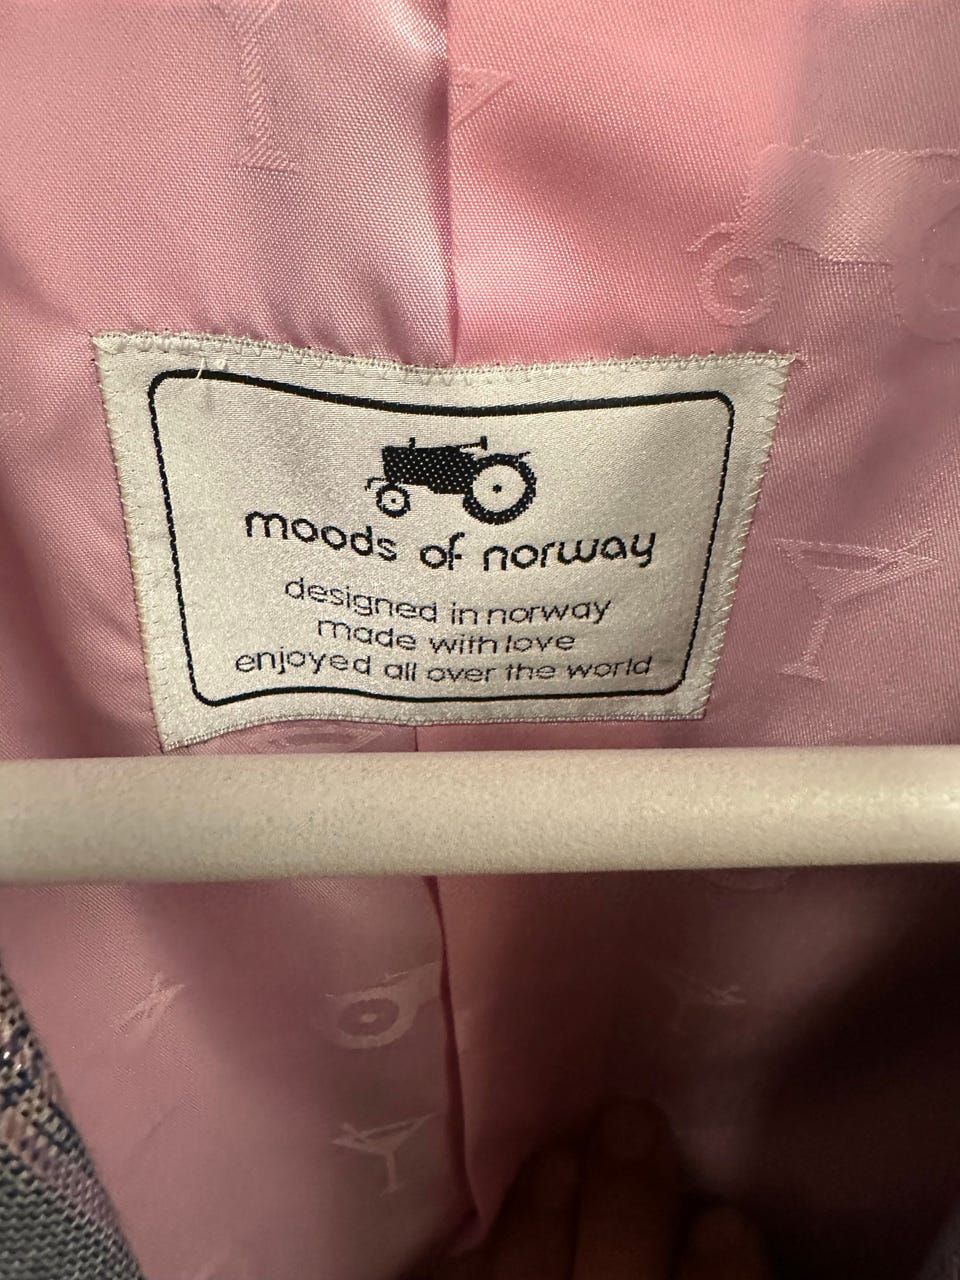 moods of norway
designed in norway
made with love
enjoyed all over the world